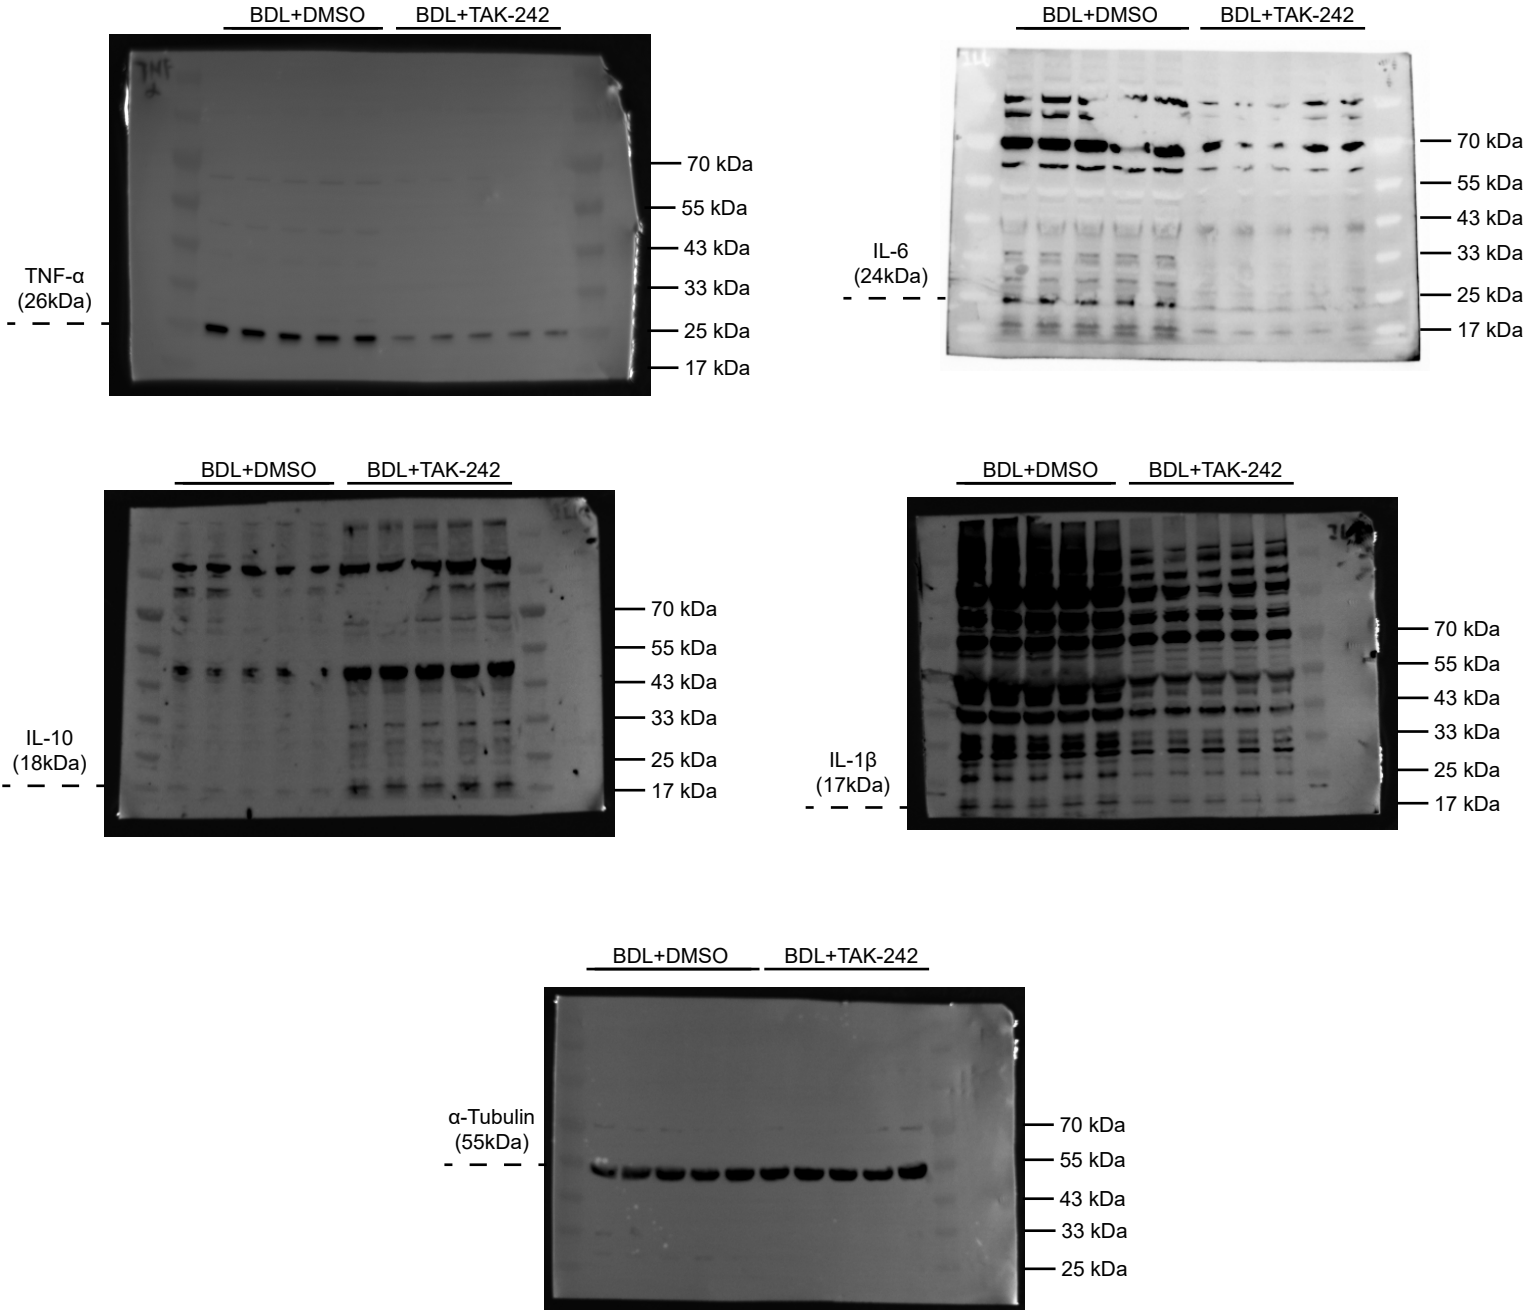 BDL+DMSO BDL+TAK-242
70 kDa
55 kDa
43 kDa
33 kDa
25 kDa
17 kDa
TNF-α
(26kDa)
BDL+DMSO BDL+TAK-242
70 kDa
55 kDa
43 kDa
33 kDa
25 kDa
17 kDa
IL-6
(24kDa)
BDL+DMSO BDL+TAK-242
70 kDa
55 kDa
43 kDa
33 kDa
25 kDa
17 kDa
IL-10
(18kDa)
BDL+DMSO BDL+TAK-242
70 kDa
55 kDa
43 kDa
33 kDa
25 kDa
17 kDa
IL-1β
(17kDa)
BDL+DMSO BDL+TAK-242
α-Tubulin
(55kDa)
70 kDa
55 kDa
43 kDa
33 kDa
25 kDa